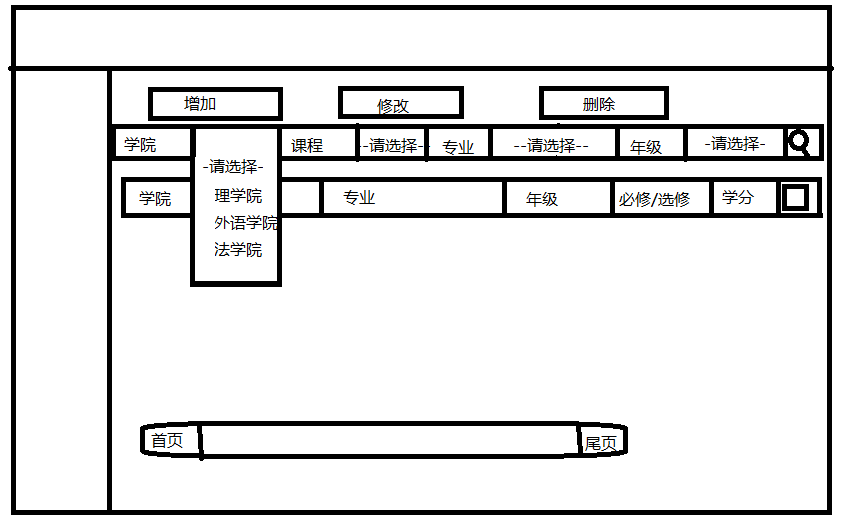 增加 修改 删除
学院 课程 --请选择-- 专业 --请选择-- 年级 -请选择-
-请选择-
理学院
外语学院
法学院
学院 专业 年级 必修/选修 学分
首页 尾页